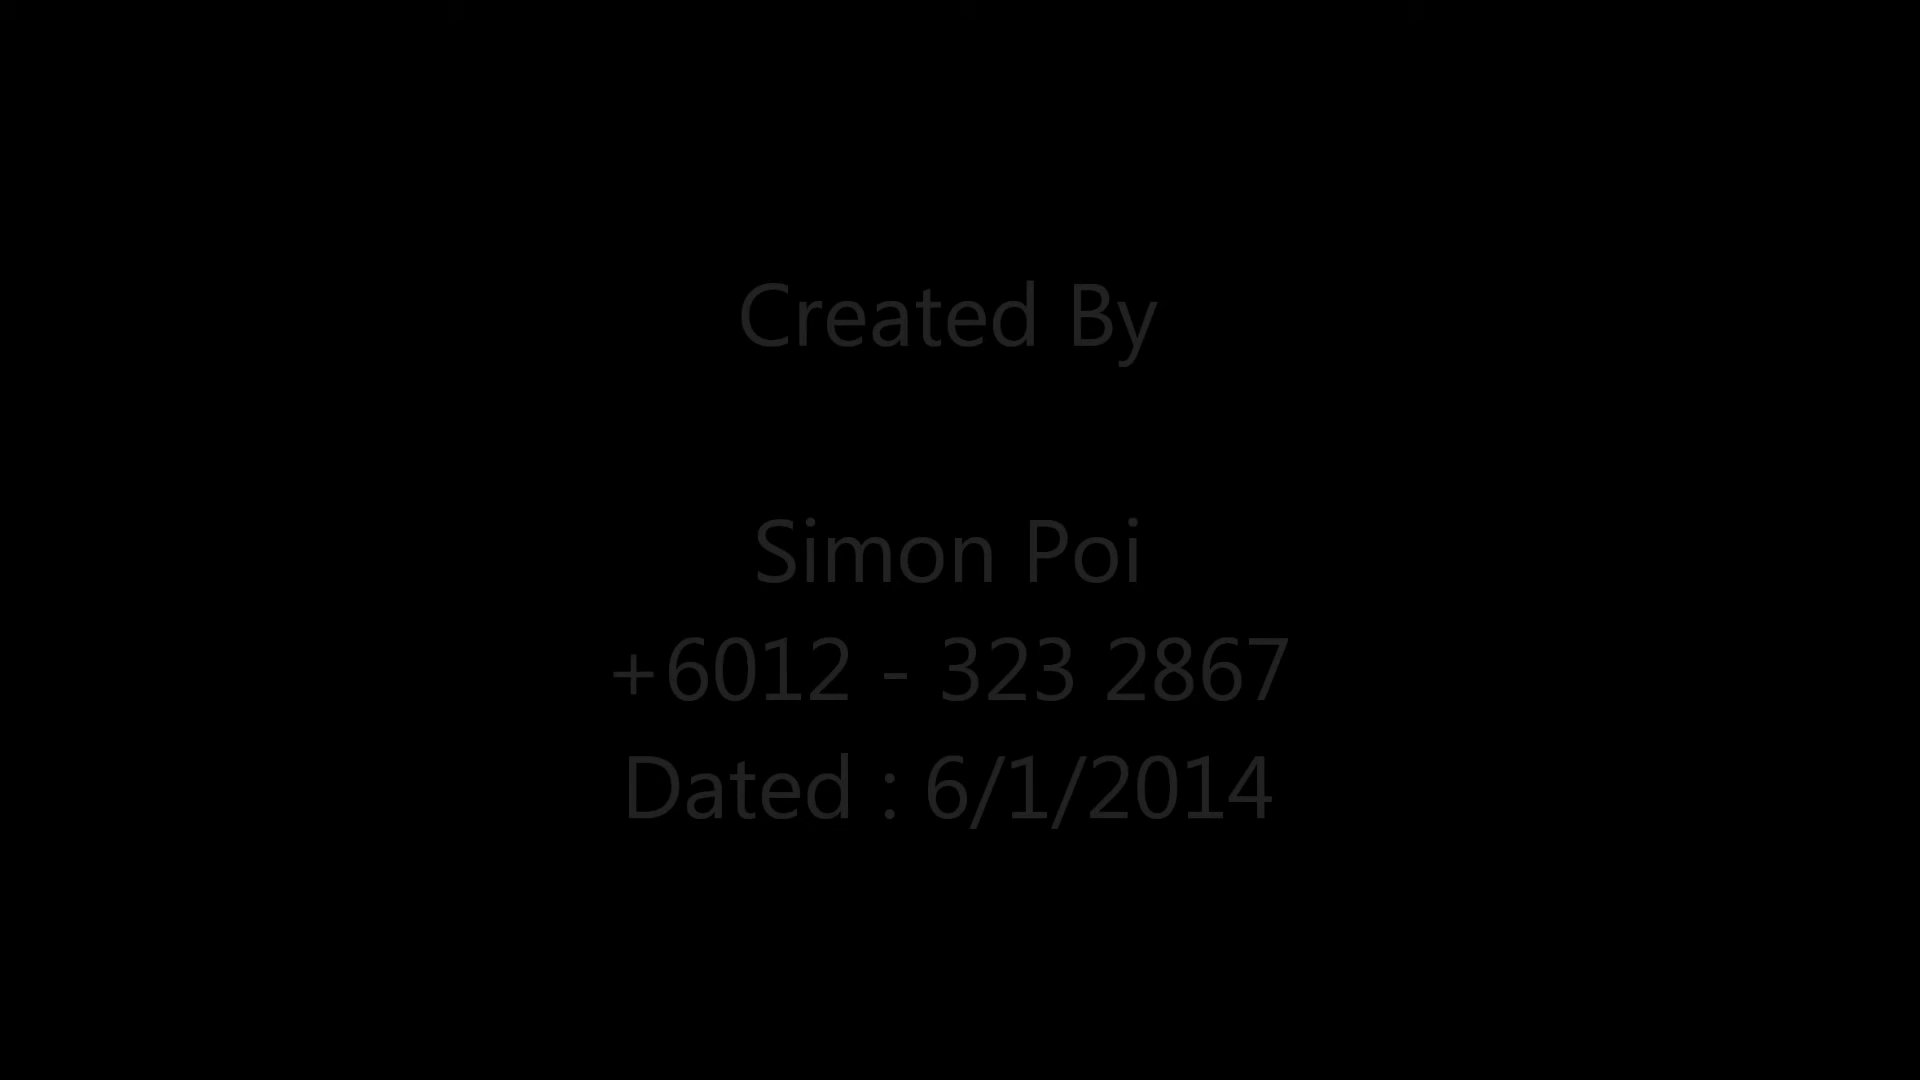 Created By
Simon Poi
+6012 - 323 2867
Dated : 6/1/2014